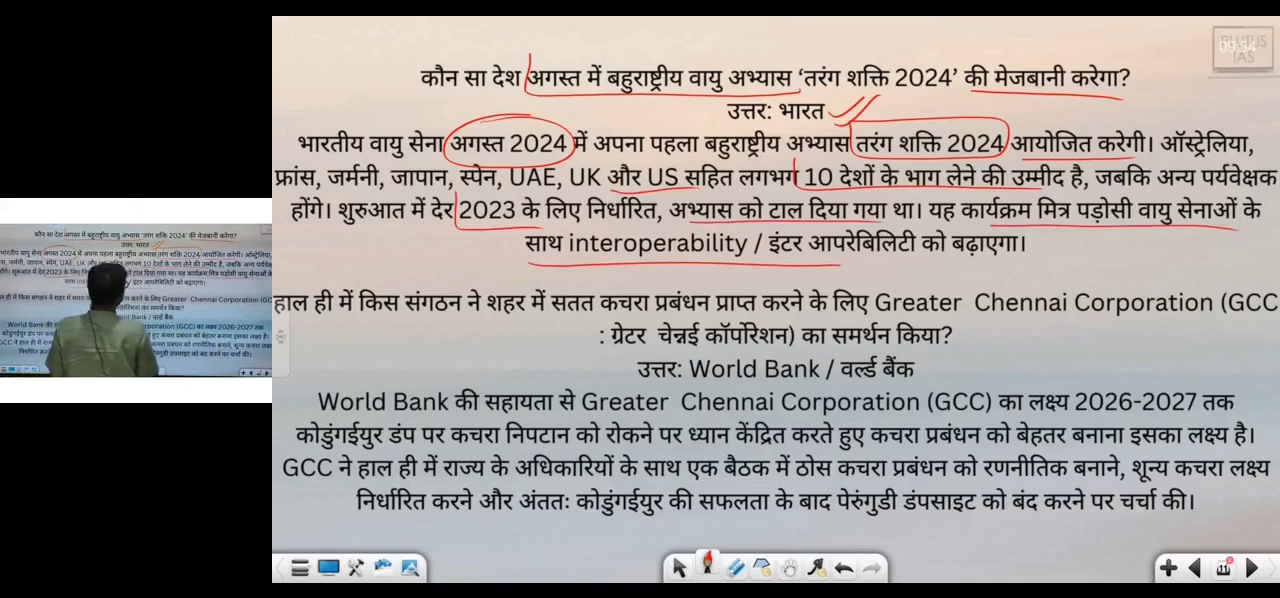 PLUTUS
IAS
09:54
कौन सा देश अगस्त में बहुराष्ट्रीय वायु अभ्यास ‘तरंग शक्ति 2024’ की मेजबानी करेगा?
उत्तर: भारत
भारतीय वायु सेना अगस्त 2024 में अपना पहला बहुराष्ट्रीय अभ्यास तरंग शक्ति 2024 आयोजित करेगी। ऑस्ट्रेलिया,
फ्रांस, जर्मनी, जापान, स्पेन, UAE, UK और US सहित लगभग 10 देशों के भाग लेने की उम्मीद है, जबकि अन्य पर्यवेक्षक
होंगे। शुरुआत में देर 2023 के लिए निर्धारित, अभ्यास को टाल दिया गया था। यह कार्यक्रम मित्र पड़ोसी वायु सेनाओं के
साथ interoperability / इंटर आपरेबिलिटी को बढ़ाएगा।
हाल ही में किस संगठन ने शहर में सतत कचरा प्रबंधन प्राप्त करने के लिए Greater Chennai Corporation (GCC
: ग्रेटर चेन्नई कॉर्पोरेशन) का समर्थन किया?
उत्तर: World Bank / वर्ल्ड बैंक
World Bank की सहायता से Greater Chennai Corporation (GCC) का लक्ष्य 2026-2027 तक
कोडुंगईयुर डंप पर कचरा निपटान को रोकने पर ध्यान केंद्रित करते हुए कचरा प्रबंधन को बेहतर बनाना इसका लक्ष्य है।
GCC ने हाल ही में राज्य के अधिकारियों के साथ एक बैठक में ठोस कचरा प्रबंधन को रणनीतिक बनाने, शून्य कचरा लक्ष्य
निर्धारित करने और अंततः कोडुंगईयुर की सफलता के बाद पेरुंगुडी डंपसाइट को बंद करने पर चर्चा की।
11